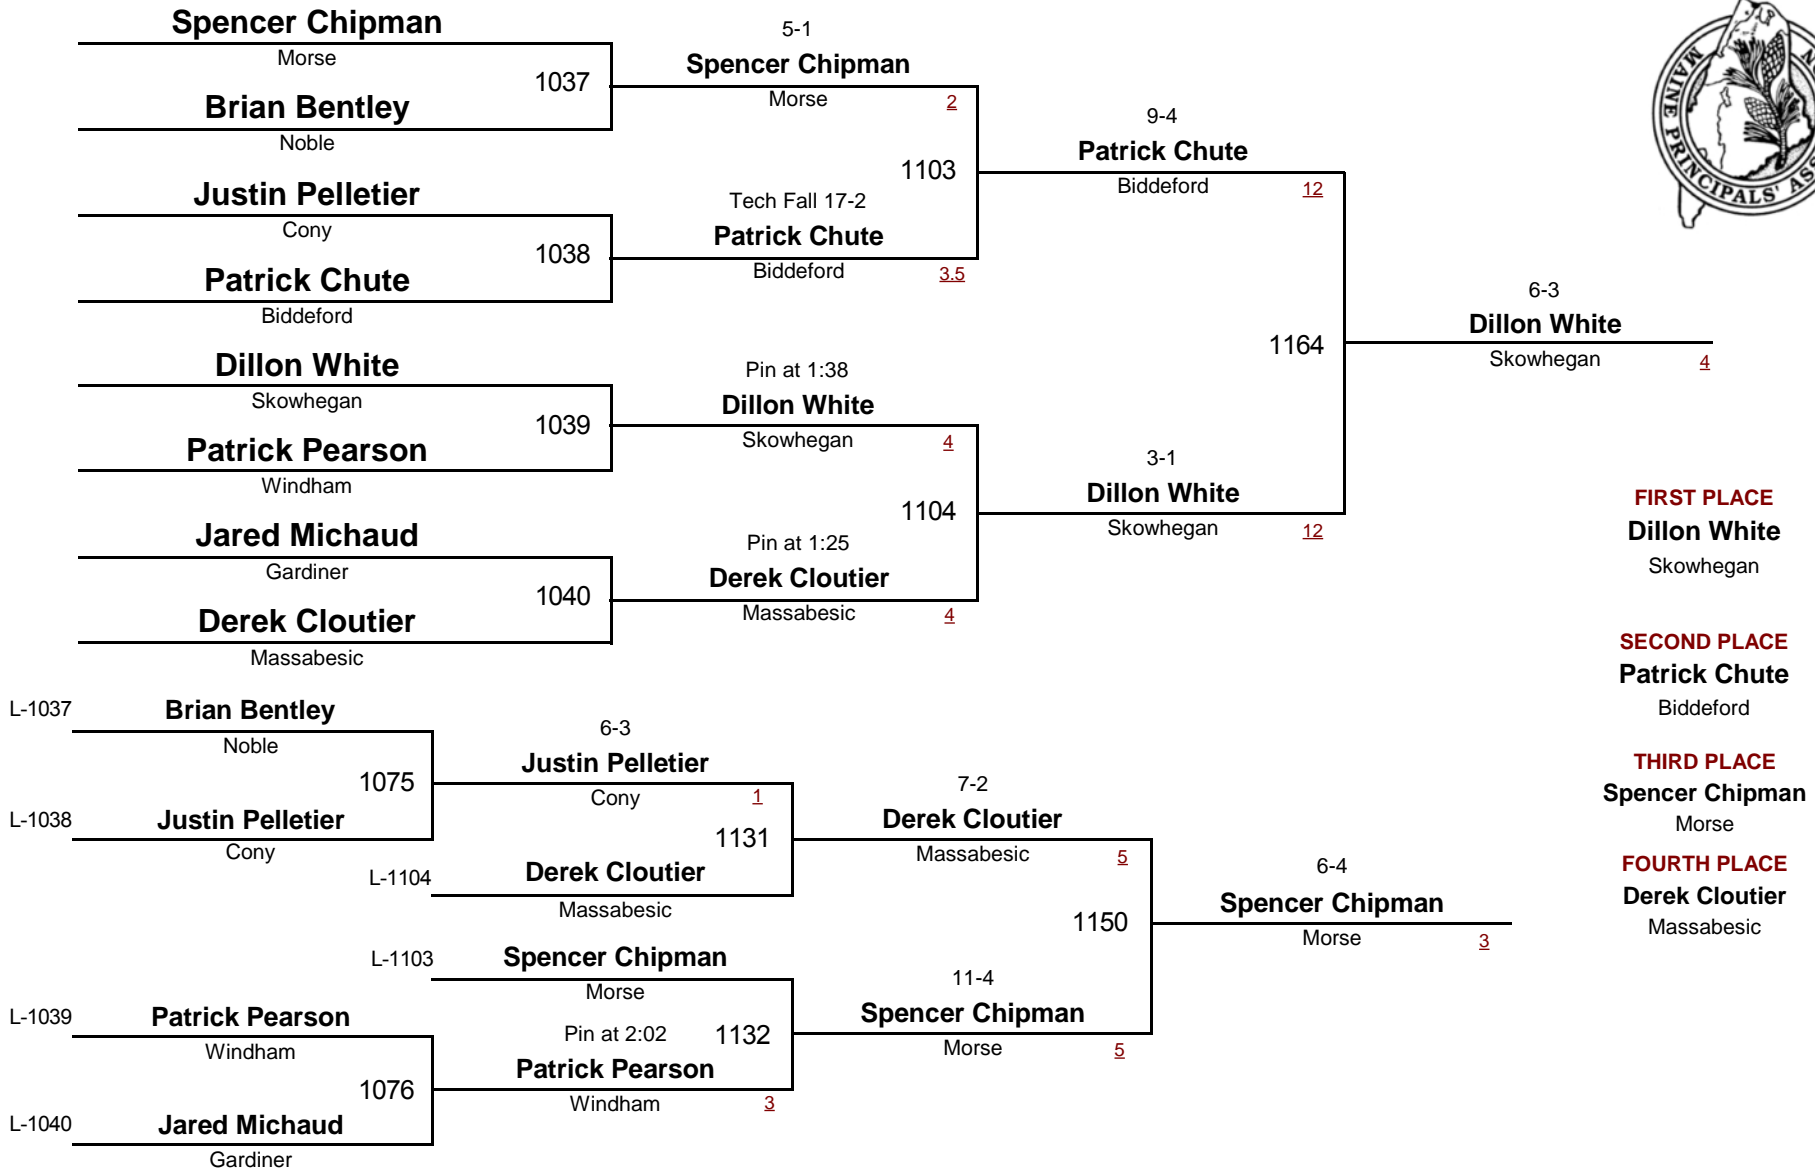 Spencer Chipman
Morse
1037
Brian Bentley
Noble
Justin Pelletier
Cony
1038
Patrick Chute
Biddeford
Dillon White
Skowhegan
1039
Patrick Pearson
Windham
Jared Michaud
Gardiner
1040
Derek Cloutier
Massabesic
5-1
Spencer Chipman
Morse
2
1103
Tech Fall 17-2
Patrick Chute
Biddeford
3.5
Pin at 1:38
Dillon White
Skowhegan
4
1104
Pin at 1:25
Derek Cloutier
Massabesic
4
9-4
Patrick Chute
Biddeford
12
1164
3-1
Dillon White
Skowhegan
12
6-3
Dillon White
Skowhegan
4
MAINE PRINCIPALS' ASS
FIRST PLACE
Dillon White
Skowhegan
SECOND PLACE
Patrick Chute
Biddeford
THIRD PLACE
Spencer Chipman
Morse
FOURTH PLACE
Derek Cloutier
Massabesic
L-1037
Brian Bentley
Noble
1075
L-1038
Justin Pelletier
Cony
6-3
Justin Pelletier
Cony
1
1131
L-1104
Derek Cloutier
Massabesic
L-1103
Spencer Chipman
Morse
1132
L-1039
Patrick Pearson
Windham
1076
L-1040
Jared Michaud
Gardiner
Pin at 2:02
Patrick Pearson
Windham
3
7-2
Derek Cloutier
Massabesic
5
1150
11-4
Spencer Chipman
Morse
5
6-4
Spencer Chipman
Morse
3